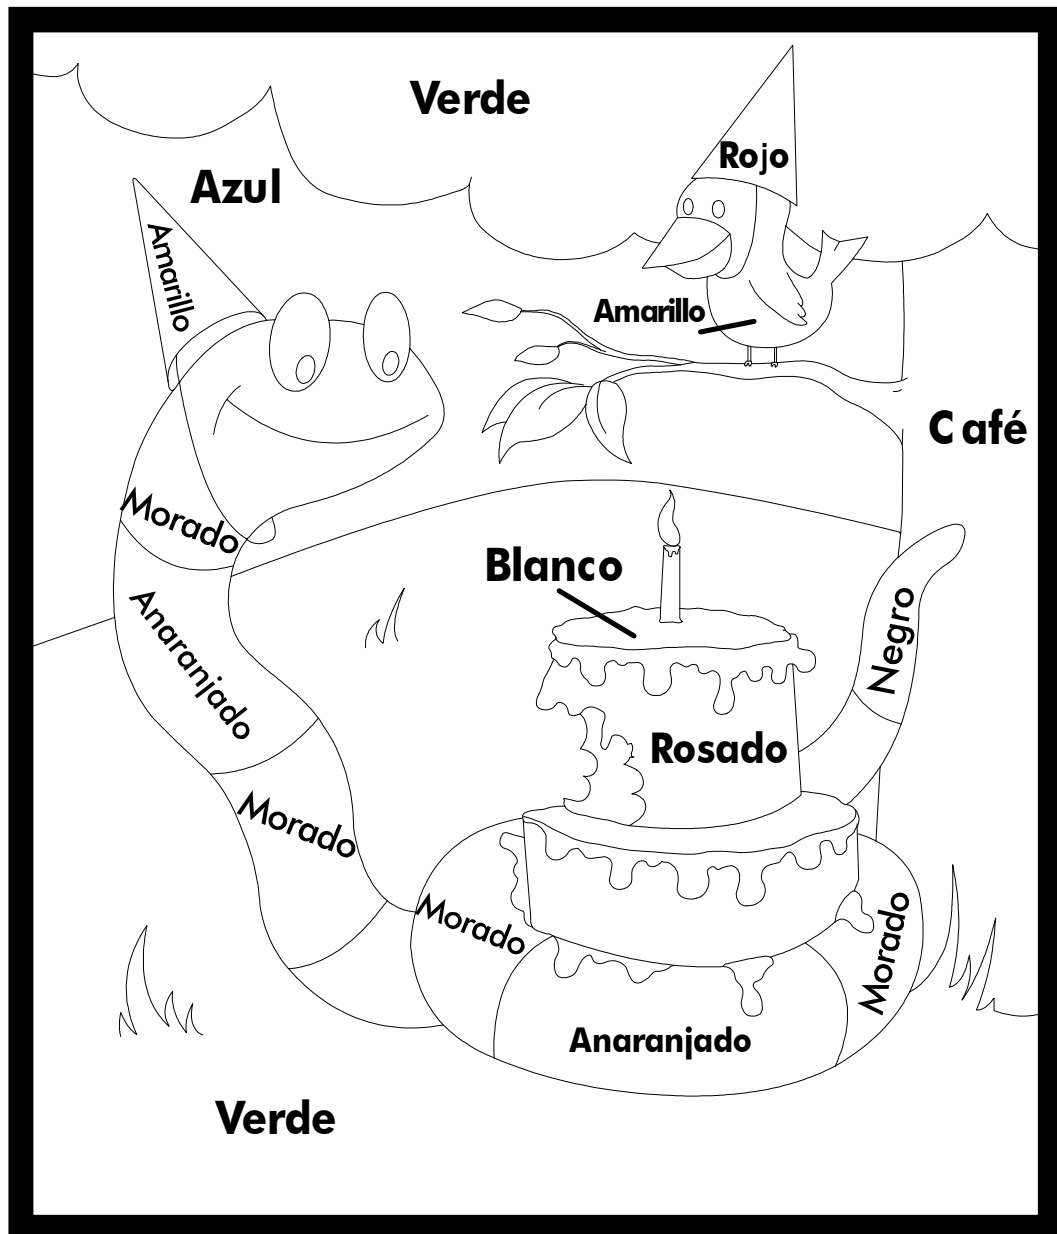 Verde
Rojo
Azul
Amarillo
Amarillo
Café
Morado
Blanco
Anaranjado
Negro
Rosado
Morado
Morado
Morado
Anaranjado
Verde